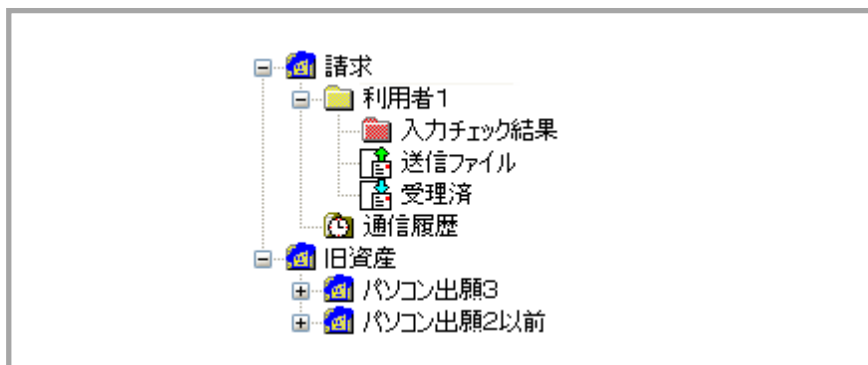 請求
利用者1
入力チェック結果
送信ファイル
受理済
通信履歴
旧資産
パソコン出願3
パソコン出願2以前